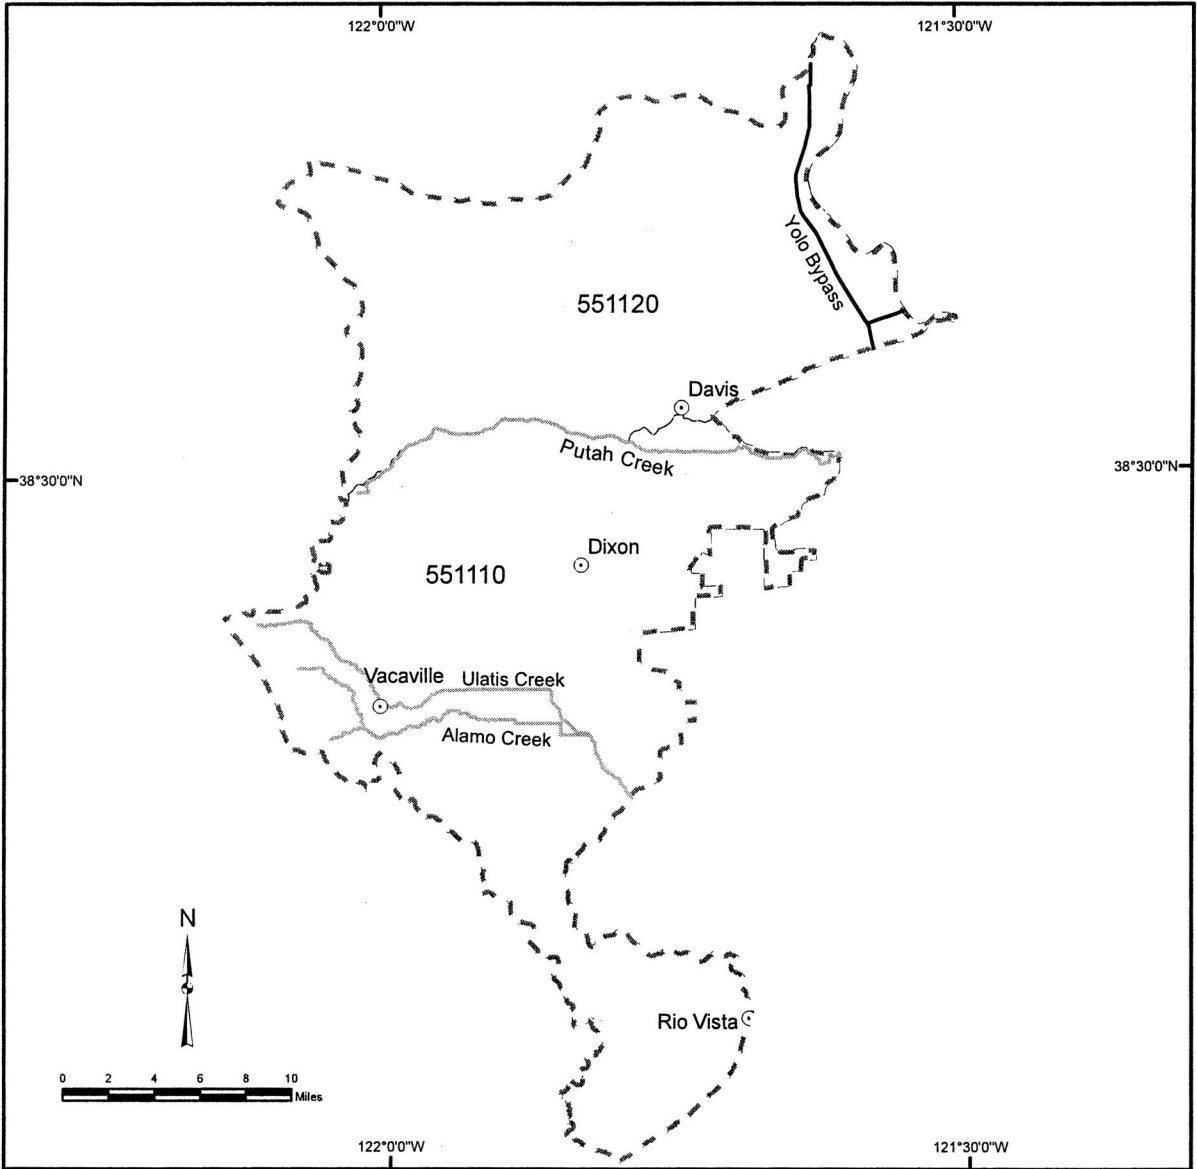 122°0'0"W
121°30'0"W
Yolo Bypass
551120
Davis
Putah Creek
38°30'0"N
38°30'0"N
Dixon
551110
Vacaville
Ulatis Creek
Alamo Creek
N
Rio Vista
0 2 4 6 8 10
Miles
122°0'0"W
121°30'0"W